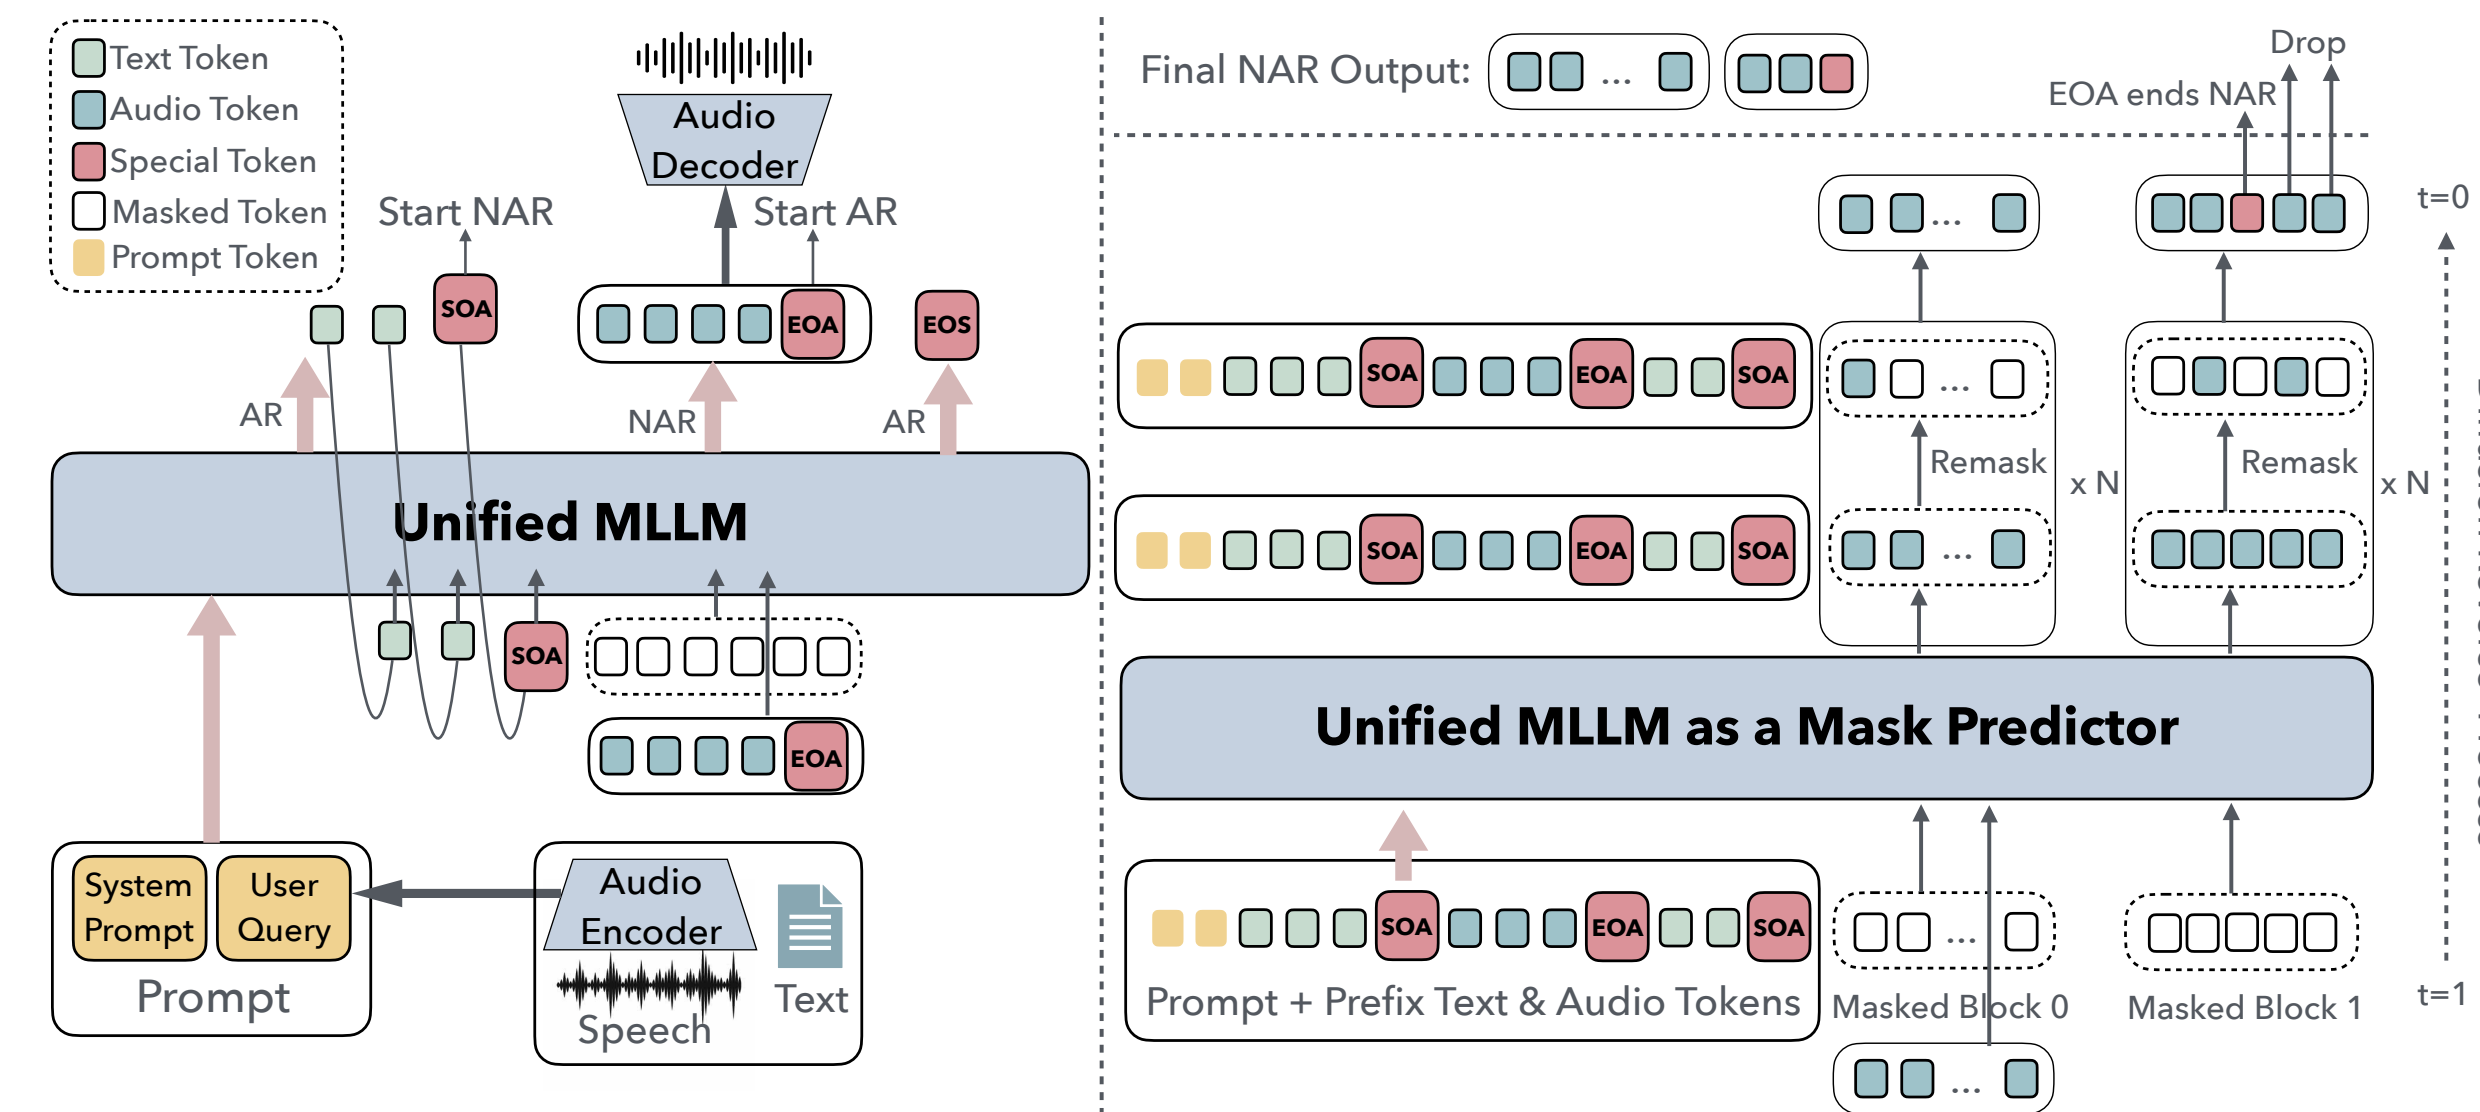 Text Token
Audio Token
Special Token
Masked Token
Prompt Token
Audio
Decoder
Start NAR
Start AR
SOA
EOA
EOS
AR
NAR
AR
Unified MLLM
SOA
EOA
System
Prompt
User
Query
Prompt
Audio
Encoder
Speech
Text
Final NAR Output:
...
Drop
EOA ends NAR
t=0
...
SOA
EOA
SOA
...
Remask
x N
Remask
x N
SOA
EOA
SOA
...
Unified MLLM as a Mask Predictor
SOA
EOA
SOA
Prompt + Prefix Text & Audio Tokens
...
Masked Block 0
Masked Block 1
t=1
...